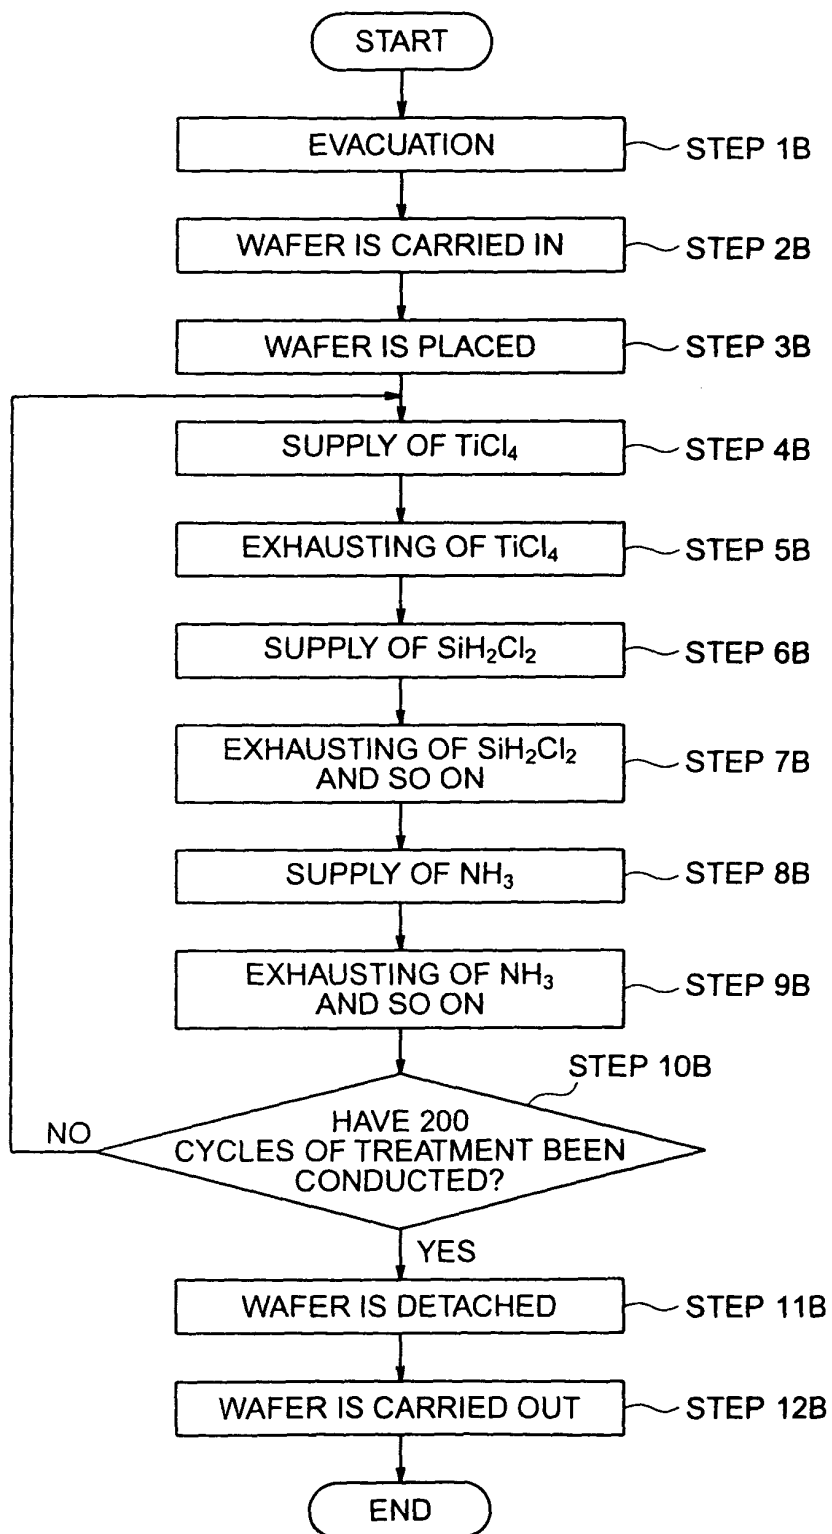 START
EVACUATION
STEP 1B
WAFER IS CARRIED IN
STEP 2B
WAFER IS PLACED
STEP 3B
SUPPLY OF TiCl₄
STEP 4B
EXHAUSTING OF TiCl₄
STEP 5B
SUPPLY OF SiH₂Cl₂
STEP 6B
EXHAUSTING OF SiH₂Cl₂
AND SO ON
STEP 7B
SUPPLY OF NH₃
STEP 8B
EXHAUSTING OF NH₃
AND SO ON
STEP 9B
STEP 10B
HAVE 200
CYCLES OF TREATMENT BEEN
CONDUCTED?
NO
YES
WAFER IS DETACHED
STEP 11B
WAFER IS CARRIED OUT
STEP 12B
END